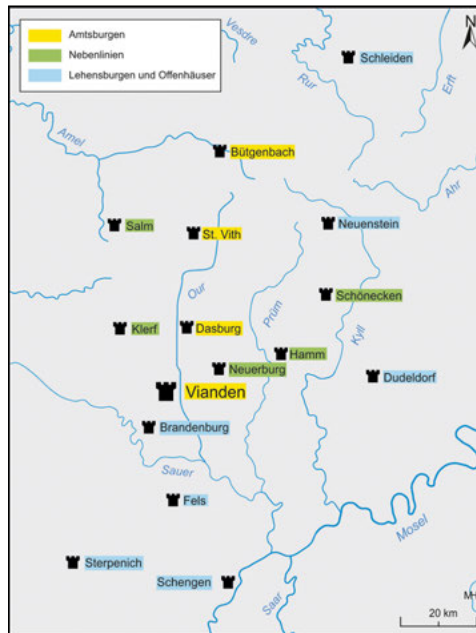 Amtsburgen
Nebenlinien
Lehensburgen und Offenhäuser
Vesdre
N
Schleiden
Rur
Erft
Amel
Bütgenbach
Ahr
Salm
St. Vith
Neuenstein
Our
Prüm
Schönecken
Kyll
Klerf
Dasburg
Hamm
Neuerburg
Dudeldorf
Vianden
Brandenburg
Sauer
Fels
Mosel
Sterpenich
Schengen
Saar
20 km